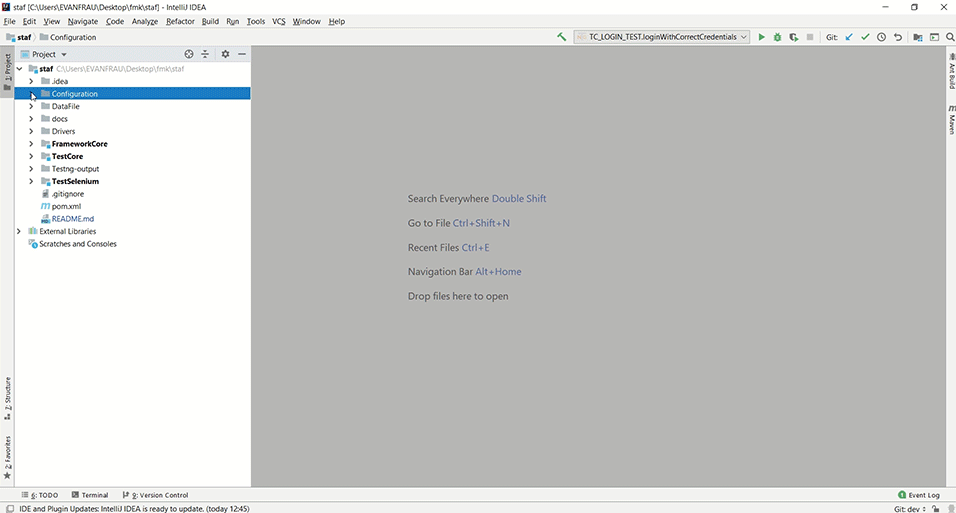 staf [C:\Users\EVANFRAU\Desktop\fmk\staf] - IntelliJ IDEA
File Edit View Navigate Code Analyze Refactor Build Run Tools VCS Window Help
staf Configuration TC_LOGIN_TEST.loginWithCorrectCredentials Git:
1: Project
Project
staf C:\Users\EVANFRAU\Desktop\fmk\staf
.idea
Configuration
DataFile
docs
Drivers
FrameworkCore
TestCore
Testng-output
TestSelenium
.gitignore
pom.xml
README.md
External Libraries
Scratches and Consoles
Search Everywhere Double Shift
Go to File Ctrl+Shift+N
Recent Files Ctrl+E
Navigation Bar Alt+Home
Drop files here to open
Ant Build
Maven
7: Structure
2: Favorites
6: TODO Terminal 9: Version Control Event Log
IDE and Plugin Updates: IntelliJ IDEA is ready to update. (today 12:45) Git: dev